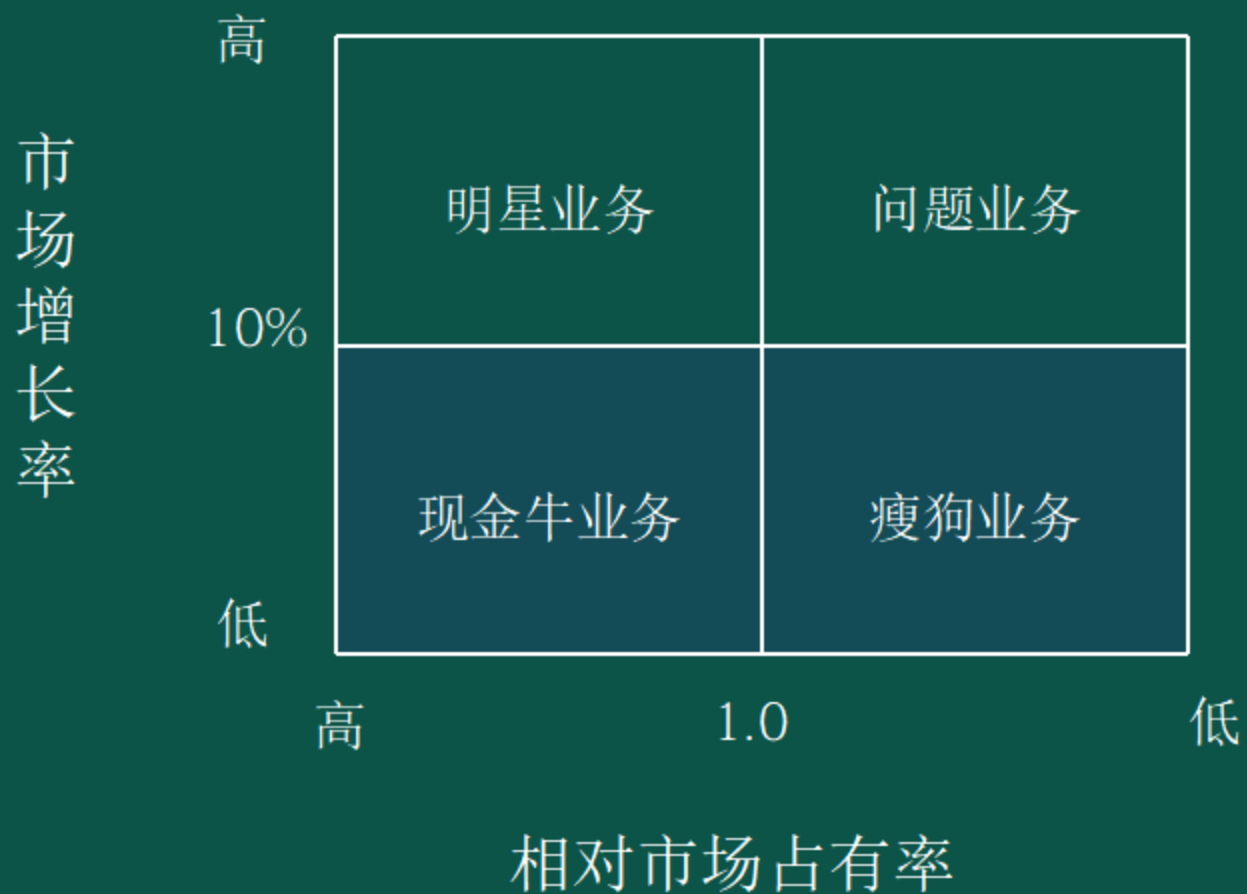 高
市场增长率
明星业务
问题业务
10%
现金牛业务
瘦狗业务
低
高
1.0
低
相对市场占有率